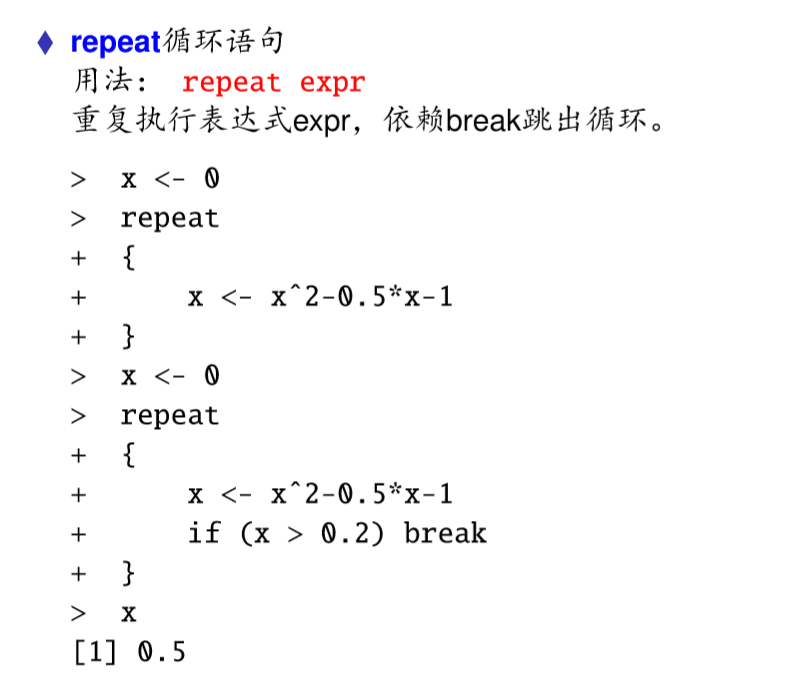 ♦ repeat循环语句
用法： repeat expr
重复执行表达式expr，依赖break跳出循环。
> x <- 0
> repeat
+ {
+     x <- x^2-0.5*x-1
+ }
> x <- 0
> repeat
+ {
+     x <- x^2-0.5*x-1
+     if (x > 0.2) break
+ }
> x
[1] 0.5